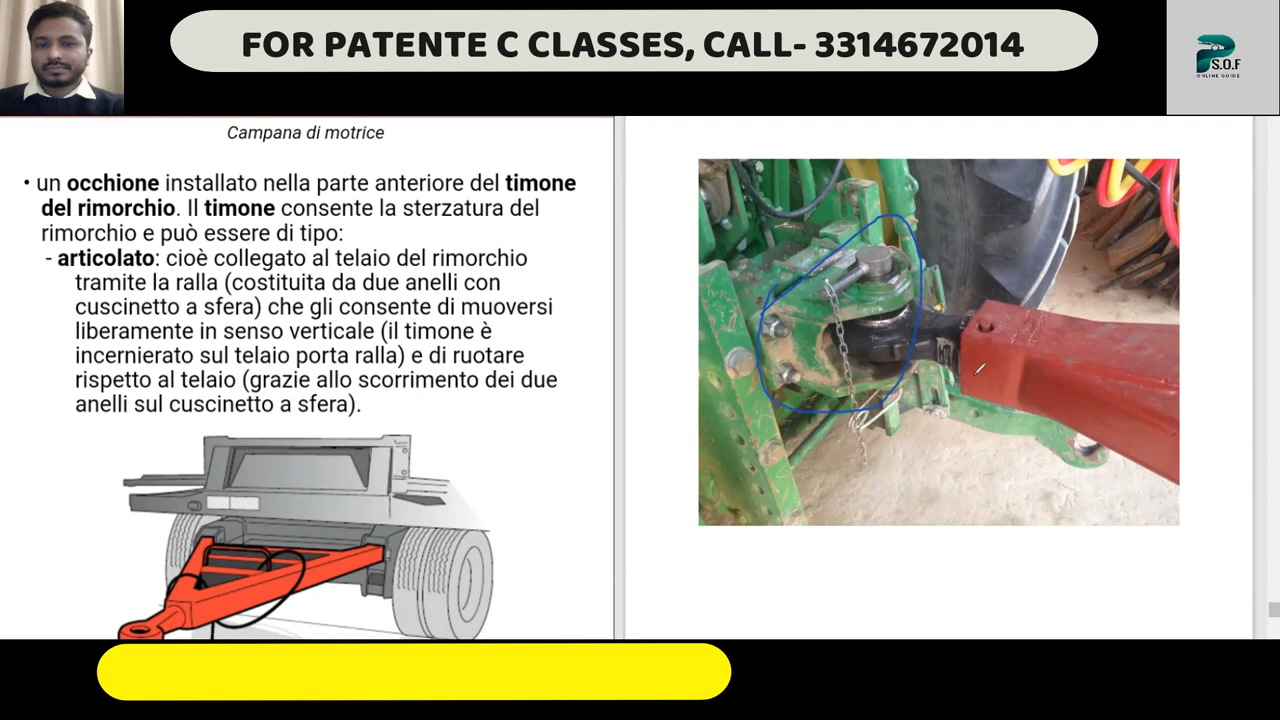 FOR PATENTE C CLASSES, CALL- 3314672014
S.O.F
ONLINE GUIDE
Campana di motrice
• un occhione installato nella parte anteriore del timone
del rimorchio. Il timone consente la sterzatura del
rimorchio e può essere di tipo:
- articolato: cioè collegato al telaio del rimorchio
tramite la ralla (costituita da due anelli con
cuscinetto a sfera) che gli consente di muoversi
liberamente in senso verticale (il timone è
incernierato sul telaio porta ralla) e di ruotare
rispetto al telaio (grazie allo scorrimento dei due
anelli sul cuscinetto a sfera).